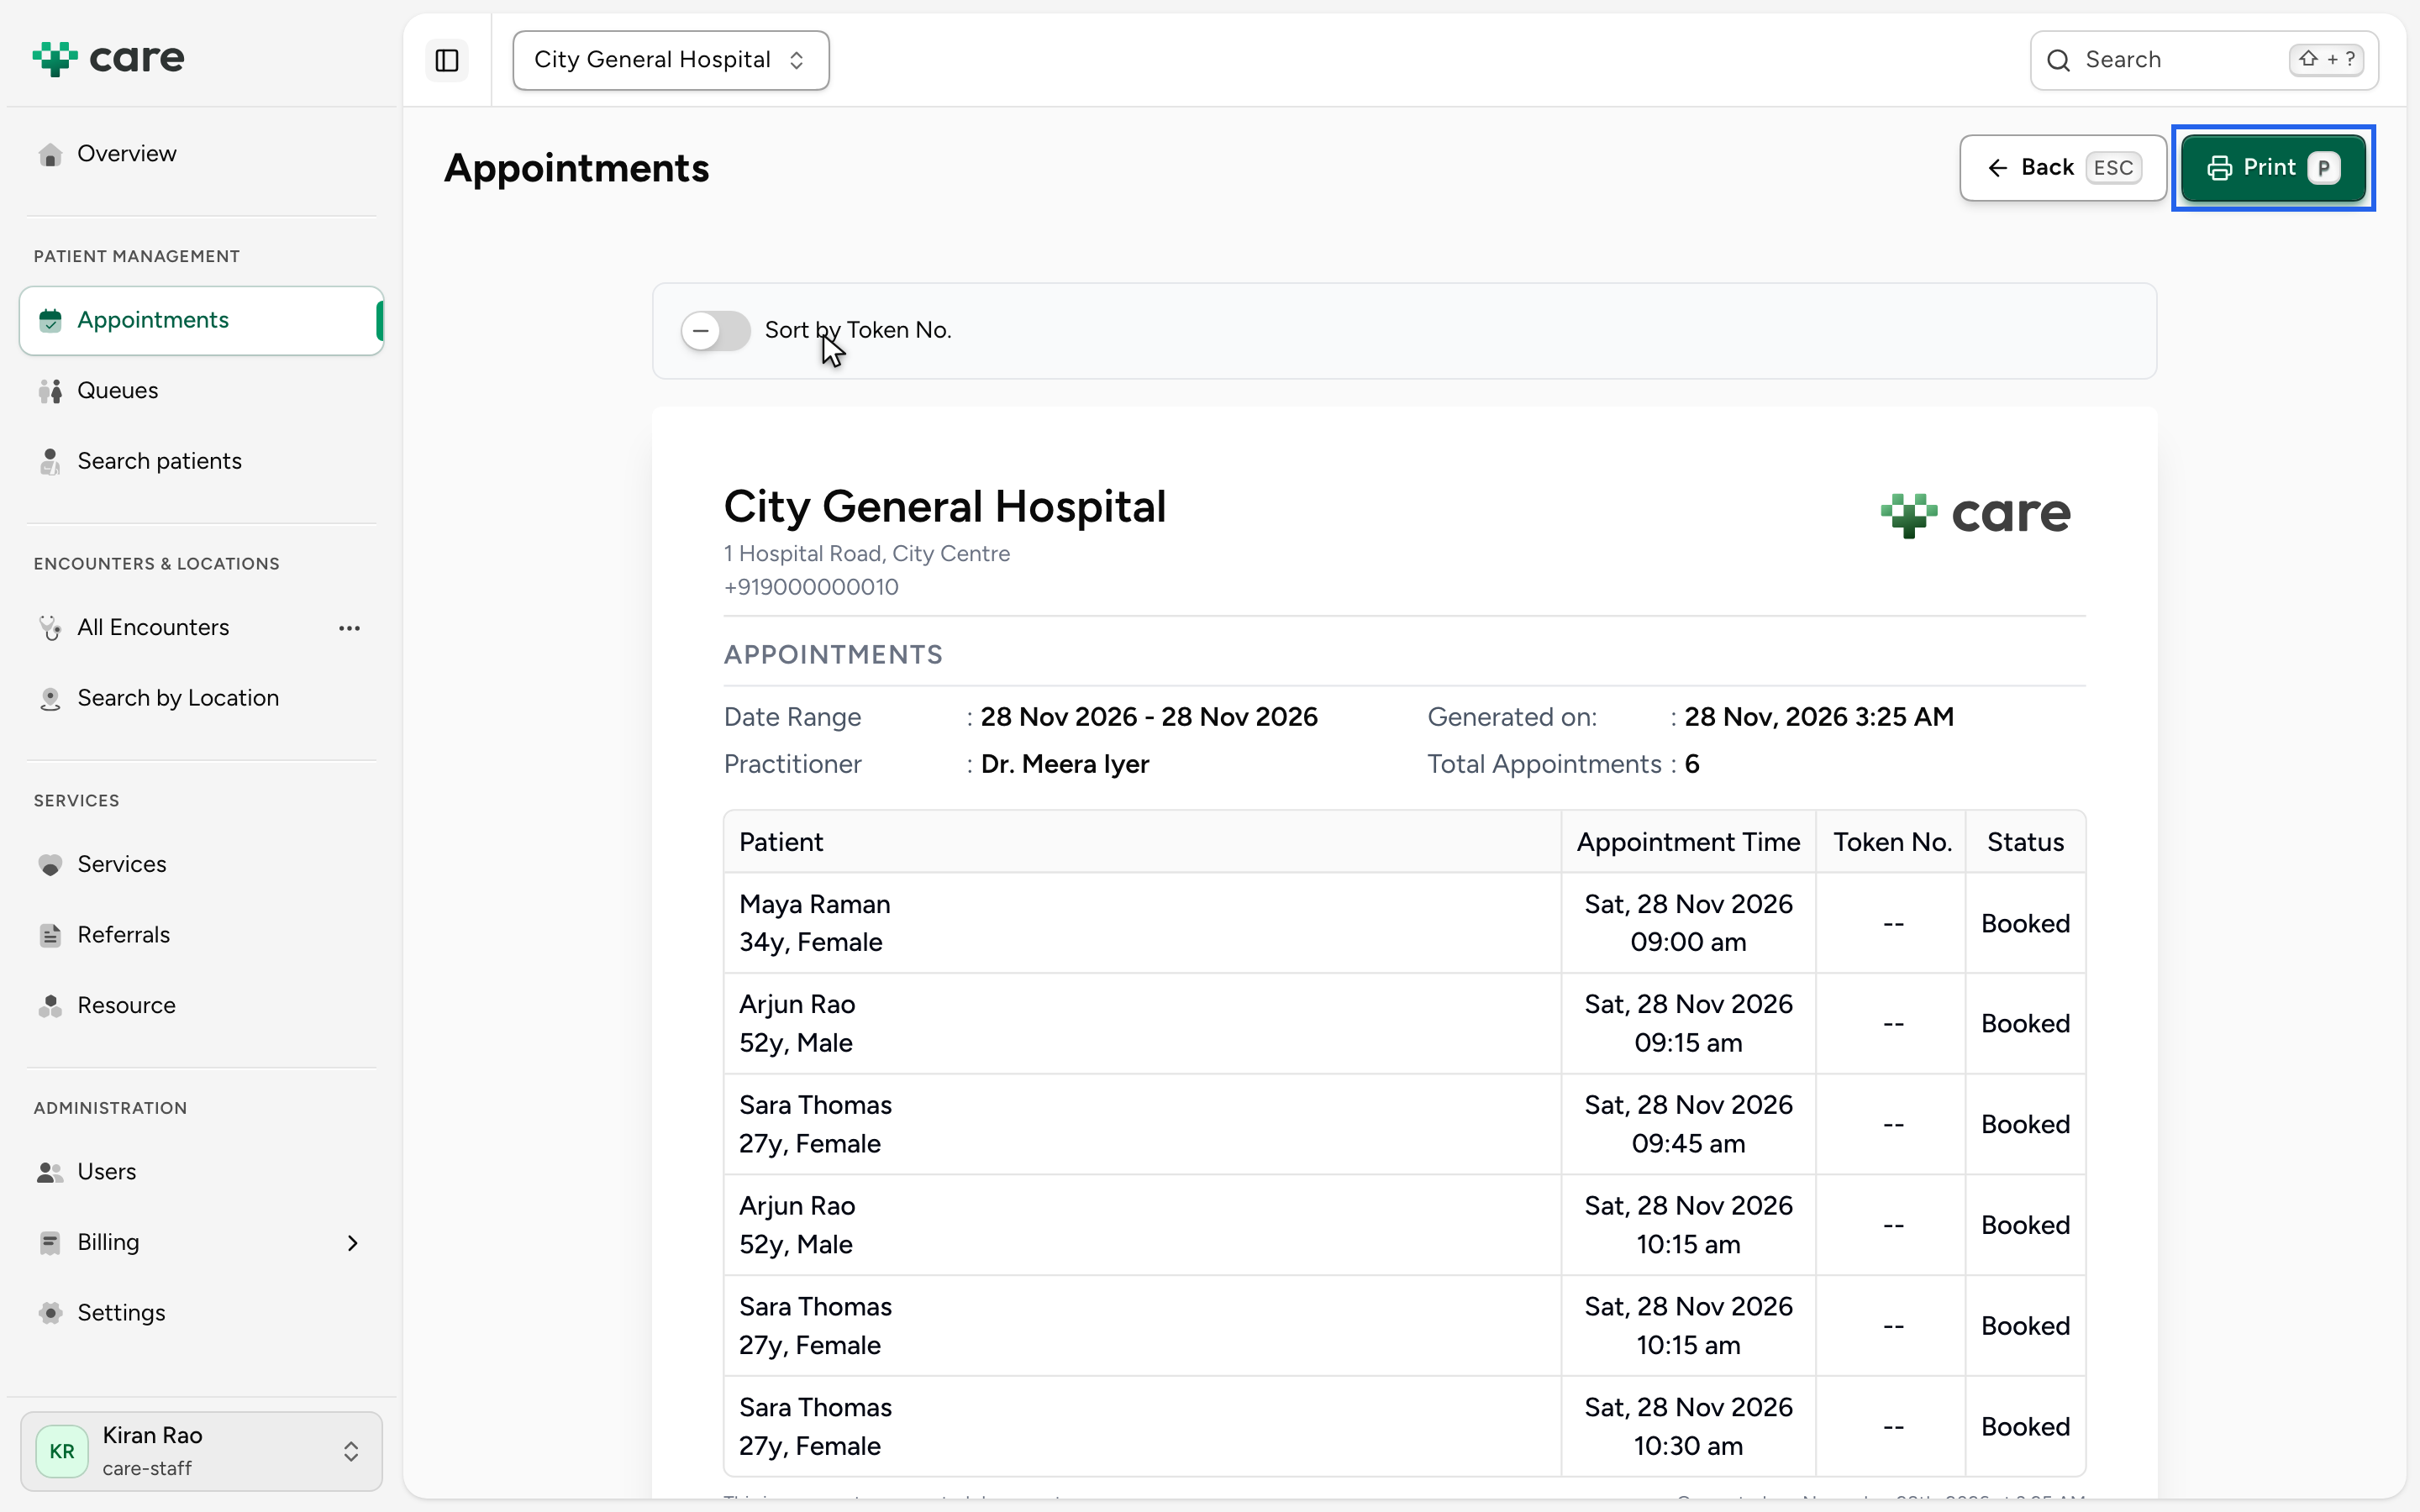 care
City General Hospital
Search
+ ?
Overview
PATIENT MANAGEMENT
Appointments
Queues
Search patients
ENCOUNTERS & LOCATIONS
All Encounters
Search by Location
SERVICES
Services
Referrals
Resource
ADMINISTRATION
Users
Billing
Settings
KR
Kiran Rao
care-staff
Appointments
Back ESC
Print P
Sort by Token No.
City General Hospital
care
1 Hospital Road, City Centre
+919000000010
APPOINTMENTS
Date Range : 28 Nov 2026 - 28 Nov 2026 Generated on: : 28 Nov, 2026 3:25 AM
Practitioner : Dr. Meera Iyer Total Appointments : 6
Patient Appointment Time Token No. Status
Maya Raman
34y, Female
Sat, 28 Nov 2026
09:00 am
--
Booked
Arjun Rao
52y, Male
Sat, 28 Nov 2026
09:15 am
--
Booked
Sara Thomas
27y, Female
Sat, 28 Nov 2026
09:45 am
--
Booked
Arjun Rao
52y, Male
Sat, 28 Nov 2026
10:15 am
--
Booked
Sara Thomas
27y, Female
Sat, 28 Nov 2026
10:15 am
--
Booked
Sara Thomas
27y, Female
Sat, 28 Nov 2026
10:30 am
--
Booked